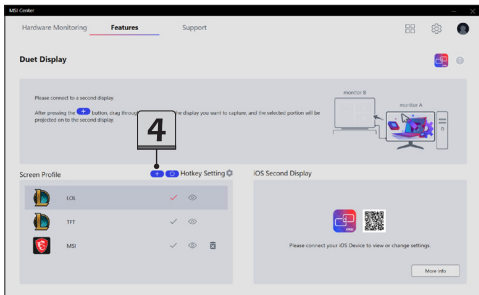 MSI Center
Hardware Monitoring
Features
Support
Duet Display
Please connect to a second display.
After pressing the button, drag through the display you want to capture, and the selected portion will be
projected on to the second display.
monitor B
monitor A
4
Screen Profile
Hotkey Setting
iOS Second Display
LOL
TFT
MSI
Please connect your iOS Device to view or change settings.
More Info